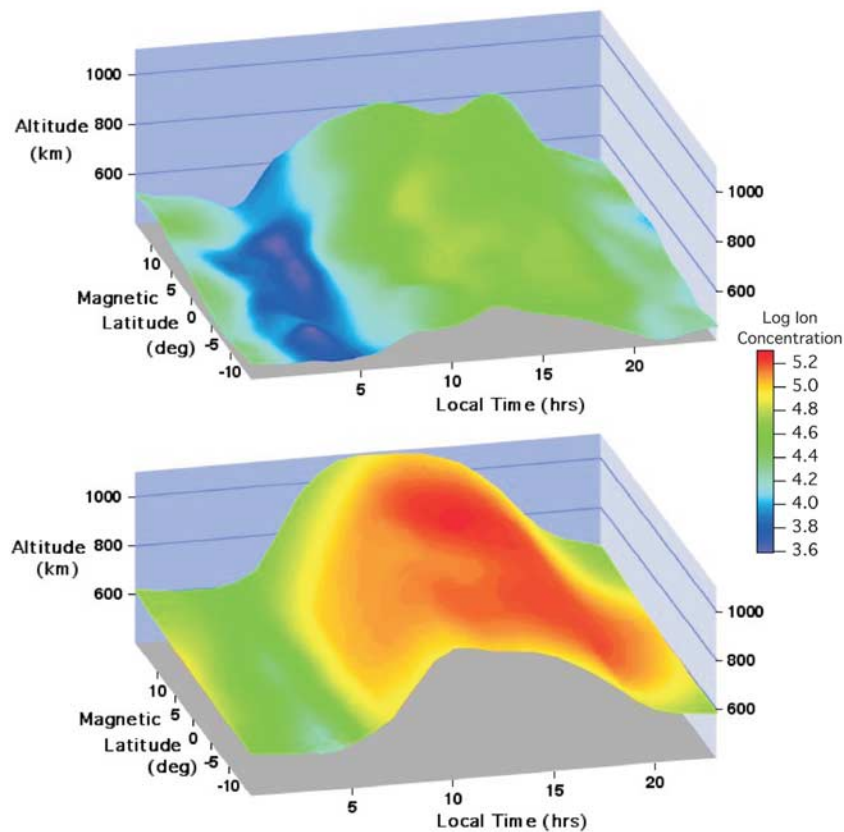 1000
800
600
Altitude
(km)
10
5
0
-5
-10
Magnetic
Latitude
(deg)
5
10
15
20
Local Time (hrs)
1000
800
600
Log Ion
Concentration
5.2
5.0
4.8
4.6
4.4
4.2
4.0
3.8
3.6
1000
800
600
Altitude
(km)
10
5
0
-5
-10
Magnetic
Latitude
(deg)
5
10
15
20
Local Time (hrs)
1000
800
600